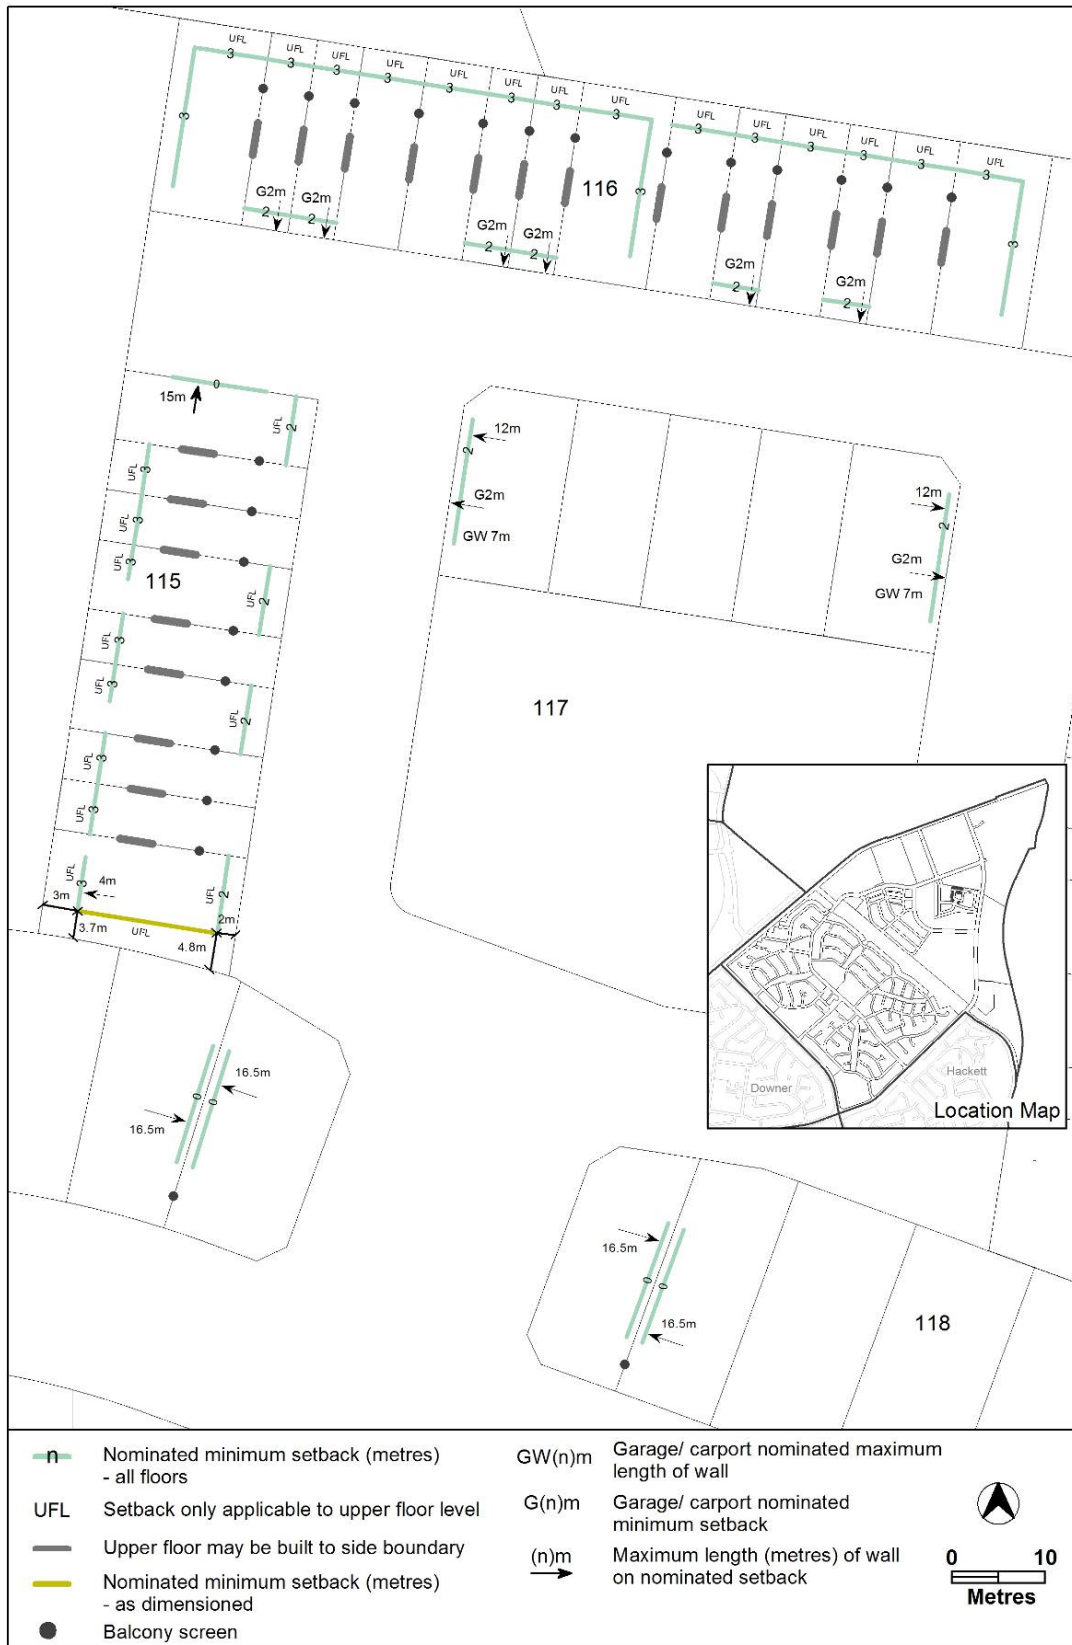 UFL
UFL
UFL
UFL
UFL
UFL
UFL
UFL
3
3
3
3
3
3
3
3
UFL
UFL
UFL
UFL
UFL
UFL
3
3
3
3
3
3
3
3
3
116
G2m
G2m
2
2
G2m
G2m
2
2
G2m
2
G2m
2
0
15m
UFL
2
UFL
3
UFL
3
UFL
3
115
UFL
2
UFL
3
UFL
3
UFL
2
UFL
3
UFL
3
UFL
3
4m
UFL
2
3m
2m
3.7m
UFL
4.8m
12m
2
G2m
GW 7m
12m
2
G2m
GW 7m
117
Downer
Hackett
Location Map
16.5m
0
0
16.5m
16.5m
0
0
16.5m
118
n
Nominated minimum setback (metres)
- all floors
UFL
Setback only applicable to upper floor level
Upper floor may be built to side boundary
Nominated minimum setback (metres)
- as dimensioned
Balcony screen
GW(n)m
Garage/ carport nominated maximum
length of wall
G(n)m
Garage/ carport nominated
minimum setback
(n)m
Maximum length (metres) of wall
on nominated setback
0 10
Metres